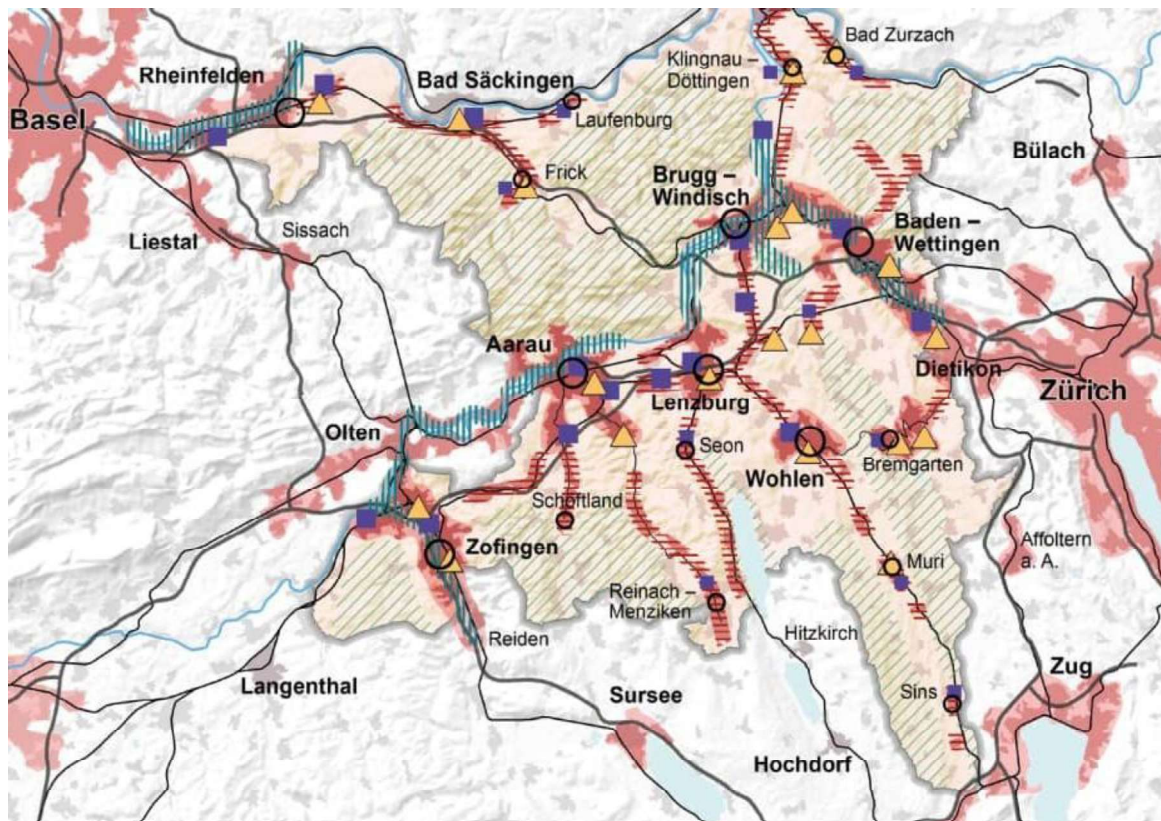 Bad Zurzach
Klingnau –
Döttingen
Rheinfelden
Bad Säckingen
Basel
Laufenburg
Bülach
Frick
Brugg –
Windisch
Baden –
Wettingen
Liestal
Sissach
Aarau
Dietikon
Zürich
Lenzburg
Olten
Seon
Wohlen
Bremgarten
Schöftland
Zofingen
Affoltern
a. A.
Muri
Reinach –
Menziken
Reiden
Hitzkirch
Langenthal
Sursee
Zug
Sins
Hochdorf